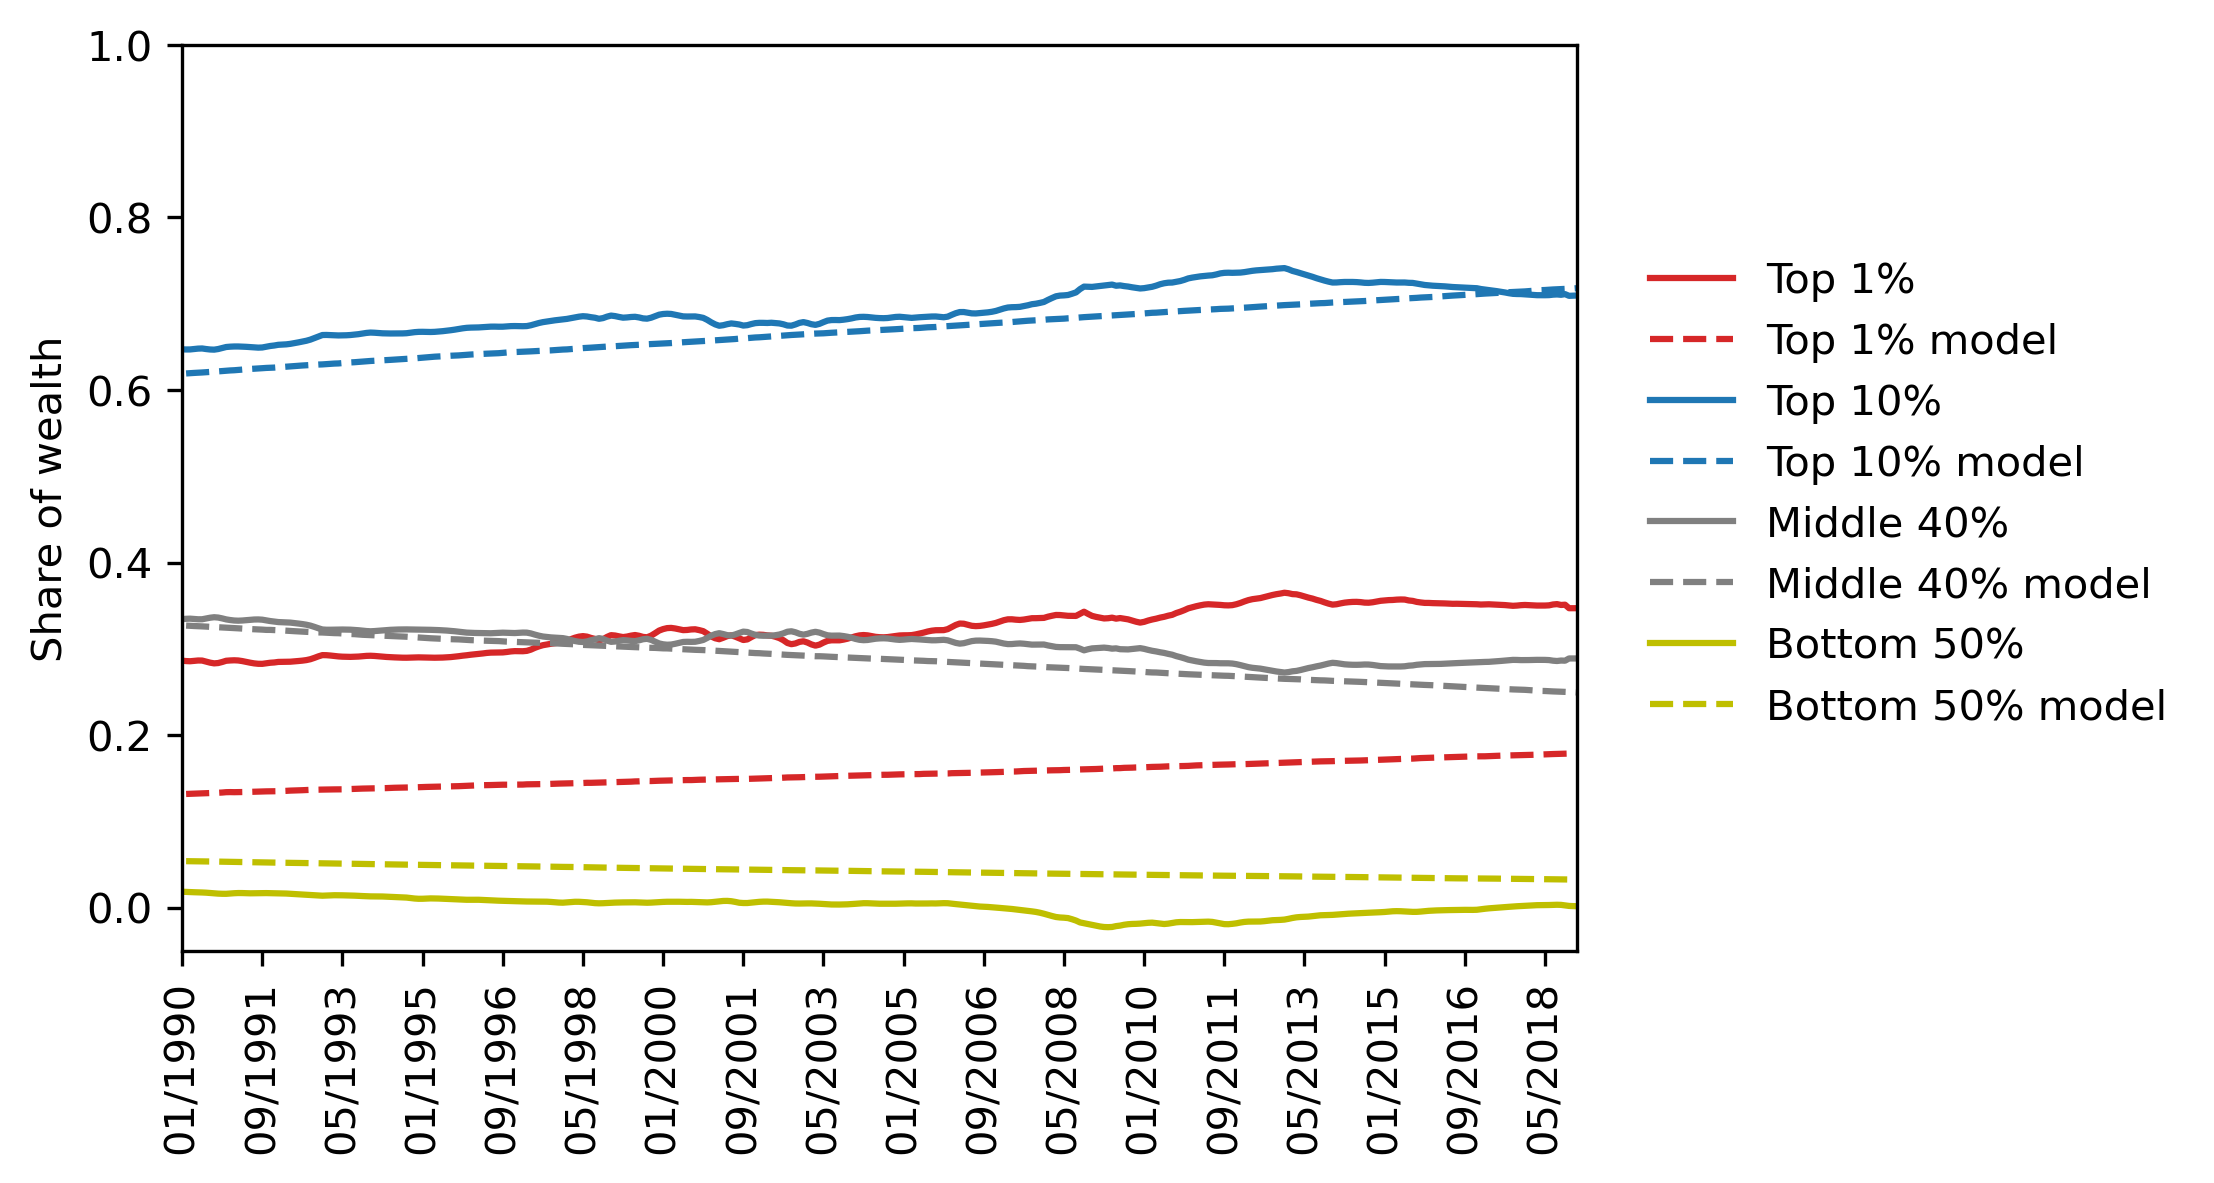 1.0
0.8
0.6
0.4
0.2
0.0
Share of wealth
01/1990
09/1991
05/1993
01/1995
09/1996
05/1998
01/2000
09/2001
05/2003
01/2005
09/2006
05/2008
01/2010
09/2011
05/2013
01/2015
09/2016
05/2018
Top 1%
Top 1% model
Top 10%
Top 10% model
Middle 40%
Middle 40% model
Bottom 50%
Bottom 50% model